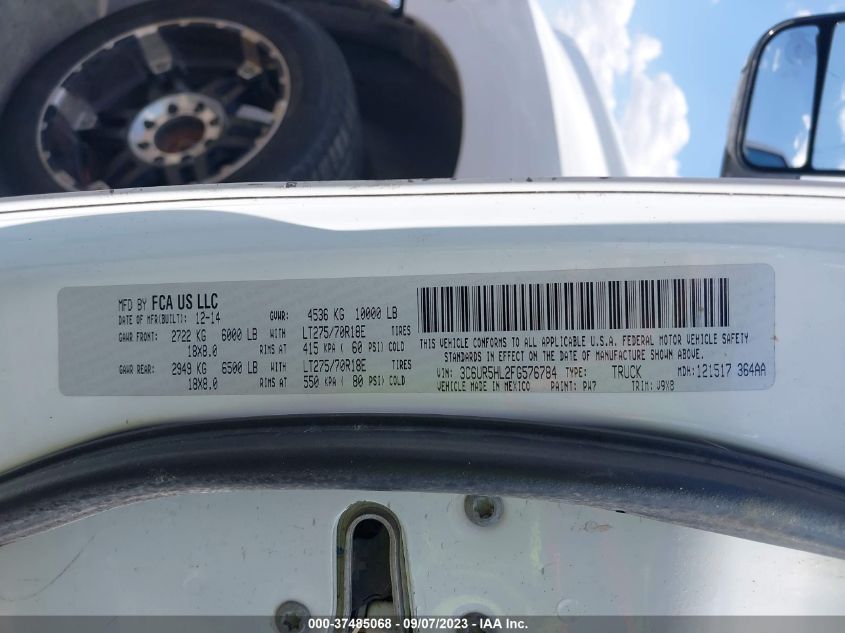 MFD BY FCA US LLC
DATE OF MFR(BUILT): 12-14 GVWR: 4536 KG 10000 LB
GAWR FRONT: 2722 KG 6000 LB WITH LT275/70R18E TIRES
18X8.0 RIMS AT 415 KPA ( 60 PSI) COLD
GAWR REAR: 2949 KG 6500 LB WITH LT275/70R18E TIRES
18X8.0 RIMS AT 550 KPA ( 80 PSI) COLD
THIS VEHICLE CONFORMS TO ALL APPLICABLE U.S.A. FEDERAL MOTOR VEHICLE SAFETY
STANDARDS IN EFFECT ON THE DATE OF MANUFACTURE SHOWN ABOVE.
VIN: 3C6UR5HL2FG576784 TYPE: TRUCK MDH: 121517 364AA
VEHICLE MADE IN MEXICO PAINT: PW7 TRIM: V9X8
000-37485068 - 09/07/2023 - IAA Inc.